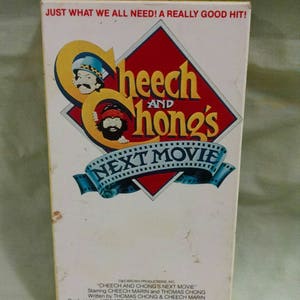 JUST WHAT WE ALL NEED! A REALLY GOOD HIT!
Cheech
AND
Chong's
NEXT MOVIE
"CHEECH AND CHONG'S NEXT MOVIE"
Starring CHEECH MARIN and THOMAS CHONG
Written by THOMAS CHONG & CHEECH MARIN